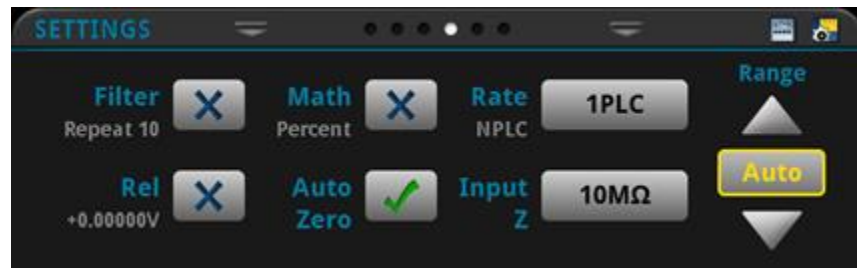 SETTINGS
Range
Filter
Repeat 10
Math
Percent
Rate
NPLC
1PLC
Rel
+0.00000V
Auto
Zero
Input
Z
10MΩ
Auto